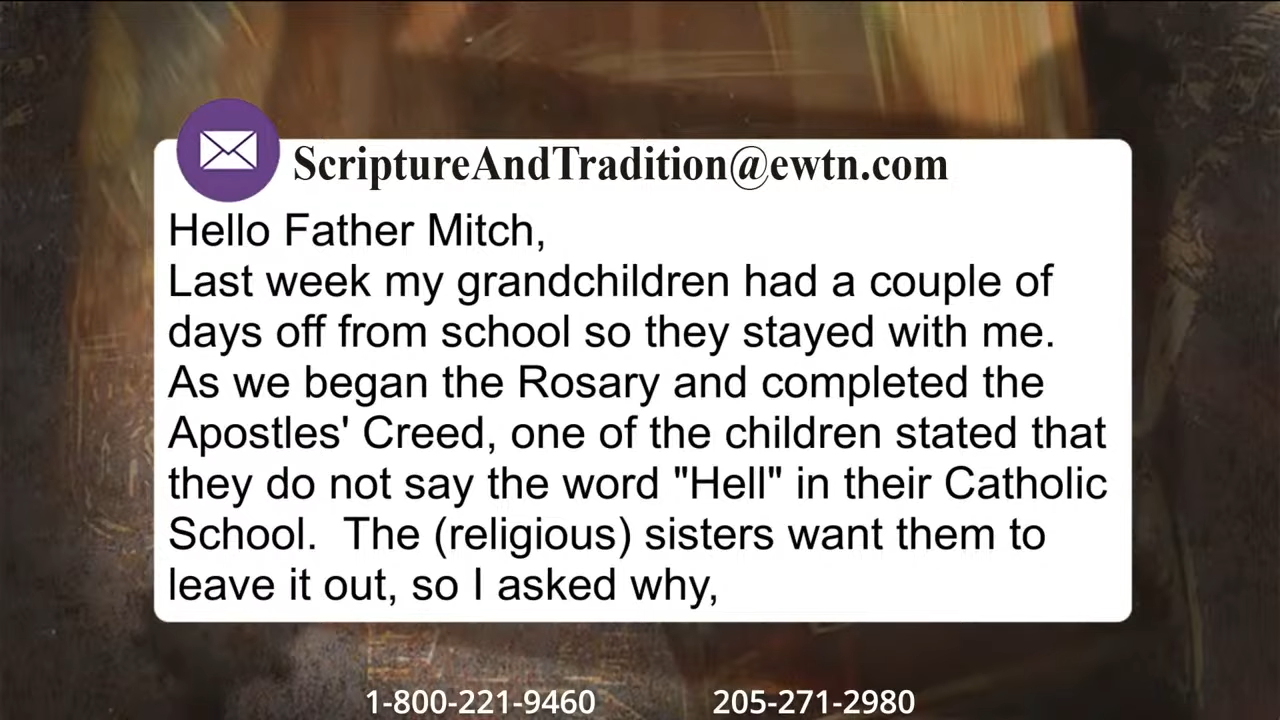 ScriptureAndTradition@ewtn.com
Hello Father Mitch,
Last week my grandchildren had a couple of
days off from school so they stayed with me.
As we began the Rosary and completed the
Apostles' Creed, one of the children stated that
they do not say the word "Hell" in their Catholic
School.  The (religious) sisters want them to
leave it out, so I asked why,
1-800-221-9460 205-271-2980